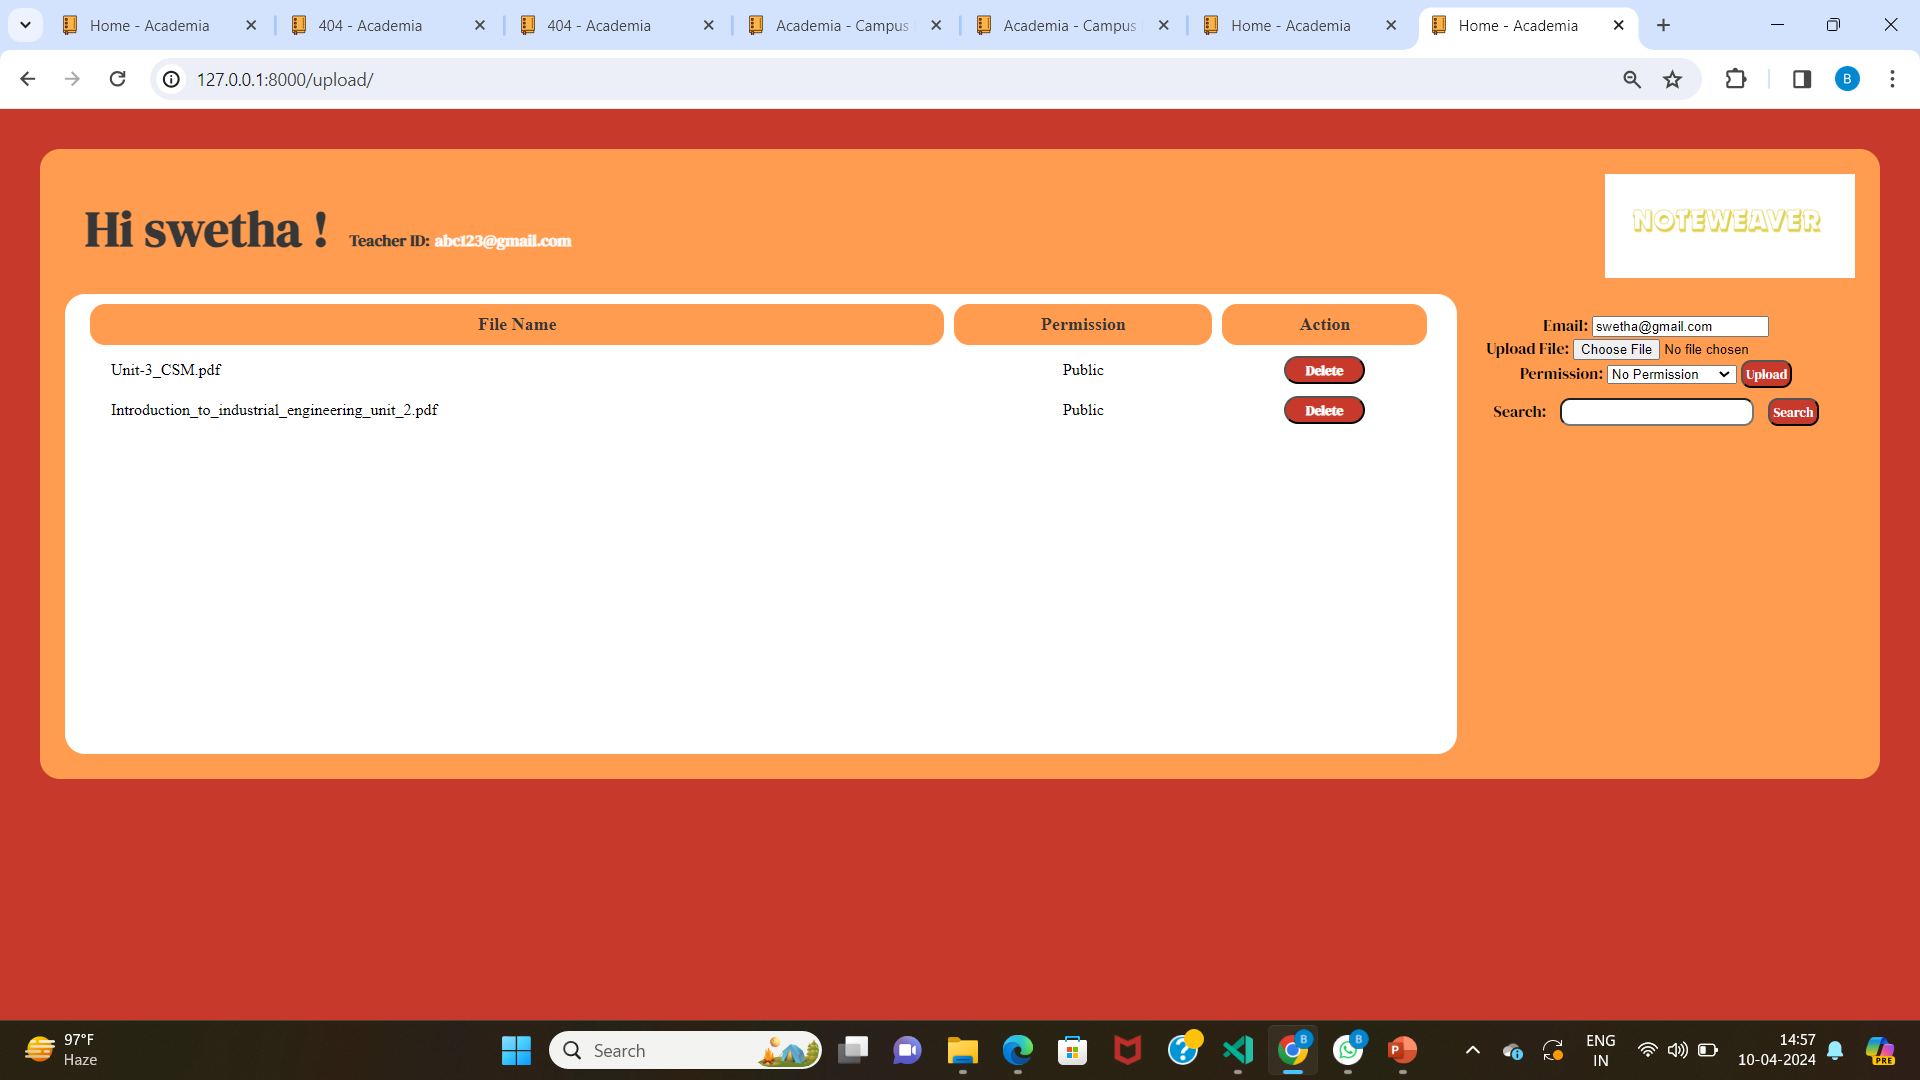 Home - Academia
404 - Academia
404 - Academia
Academia - Campus
Academia - Campus
Home - Academia
Home - Academia
127.0.0.1:8000/upload/
B
Hi swetha ! Teacher ID: abc123@gmail.com
NOTEWEAVER
File Name Permission Action
Unit-3_CSM.pdf Public Delete
Introduction_to_industrial_engineering_unit_2.pdf Public Delete
Email: swetha@gmail.com
Upload File: Choose File No file chosen
Permission: No Permission Upload
Search: Search
97°F
Haze
Search
B
B
P
ENG
IN
14:57
10-04-2024
PRE